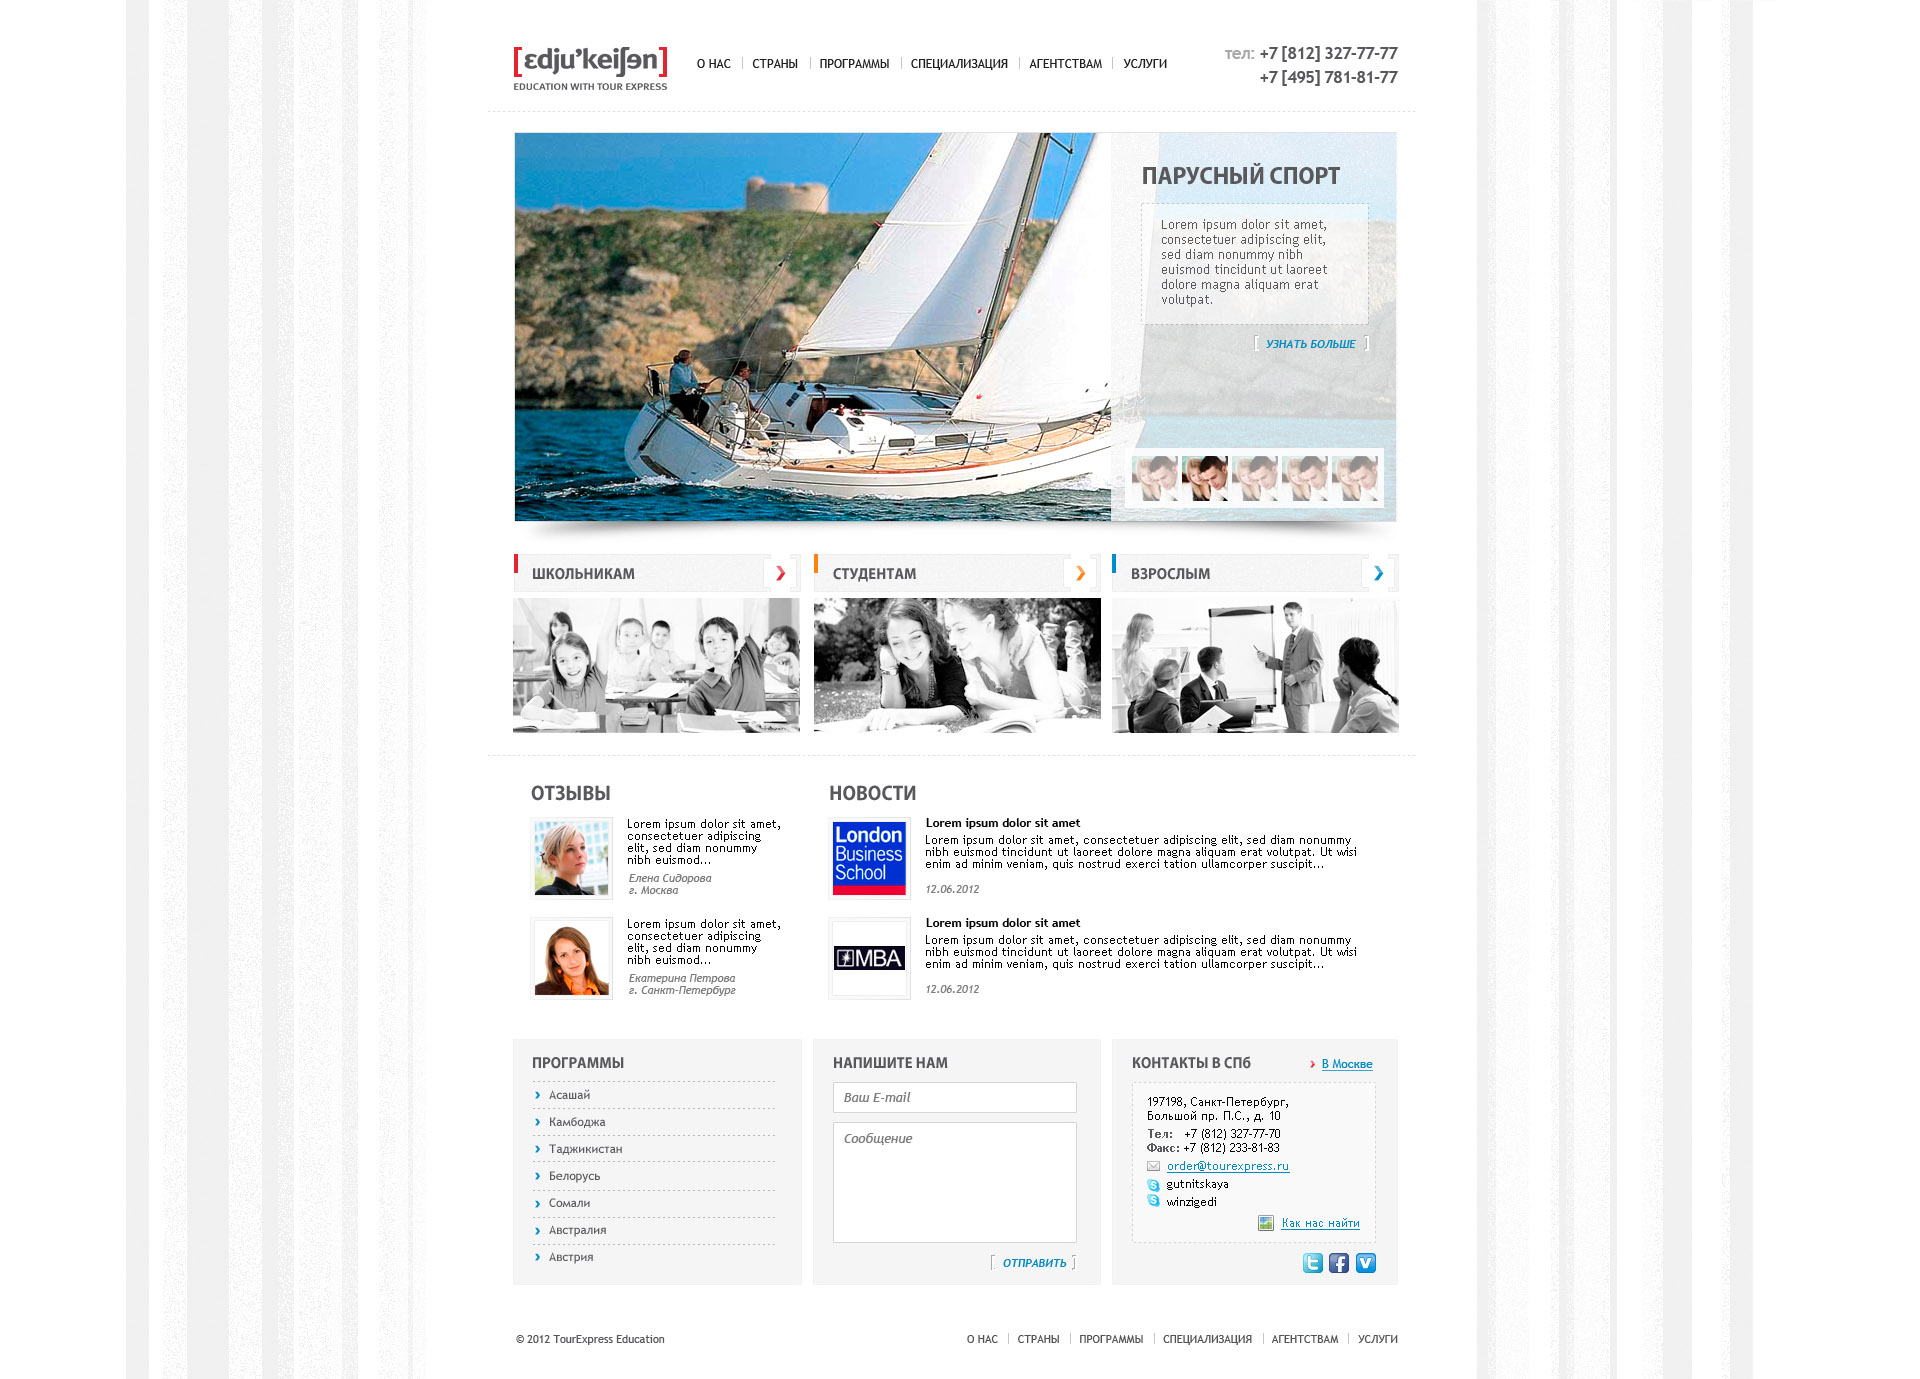 [ɛdju’keiʃɘn]
EDUCATION WITH TOUR EXPRESS
О НАС
СТРАНЫ
ПРОГРАММЫ
СПЕЦИАЛИЗАЦИЯ
АГЕНТСТВАМ
УСЛУГИ
тел: +7 [812] 327-77-77
+7 [495] 781-81-77
ПАРУСНЫЙ СПОРТ
Lorem ipsum dolor sit amet,
consectetuer adipiscing elit,
sed diam nonummy nibh
euismod tincidunt ut laoreet
dolore magna aliquam erat
volutpat.
[ УЗНАТЬ БОЛЬШЕ ]
34
ШКОЛЬНИКАМ
СТУДЕНТАМ
ВЗРОСЛЫМ
ОТЗЫВЫ
Lorem ipsum dolor sit amet,
consectetuer adipiscing
elit, sed diam nonummy
nibh euismod...
Елена Сидорова
г. Москва
Lorem ipsum dolor sit amet,
consectetuer adipiscing
elit, sed diam nonummy
nibh euismod...
Екатерина Петрова
г. Санкт-Петербург
НОВОСТИ
London
Business
School
Lorem ipsum dolor sit amet
Lorem ipsum dolor sit amet, consectetuer adipiscing elit, sed diam nonummy
nibh euismod tincidunt ut laoreet dolore magna aliquam erat volutpat. Ut wisi
enim ad minim veniam, quis nostrud exerci tation ullamcorper suscipit...
12.06.2012
MBA
Lorem ipsum dolor sit amet
Lorem ipsum dolor sit amet, consectetuer adipiscing elit, sed diam nonummy
nibh euismod tincidunt ut laoreet dolore magna aliquam erat volutpat. Ut wisi
enim ad minim veniam, quis nostrud exerci tation ullamcorper suscipit...
12.06.2012
ПРОГРАММЫ
Асашай
Камбоджа
Таджикистан
Белорусь
Сомали
Австралия
Австрия
НАПИШИТЕ НАМ
Ваш E-mail
Сообщение
[ ОТПРАВИТЬ ]
КОНТАКТЫ В СПб
В Москве
197198, Санкт-Петербург,
Большой пр. П.С., д. 10
Тел: +7 (812) 327-77-70
Факс: +7 (812) 233-81-83
order@tourexpress.ru
gutnitskaya
winzigedi
Как нас найти
© 2012 TourExpress Education
О НАС
СТРАНЫ
ПРОГРАММЫ
СПЕЦИАЛИЗАЦИЯ
АГЕНТСТВАМ
УСЛУГИ